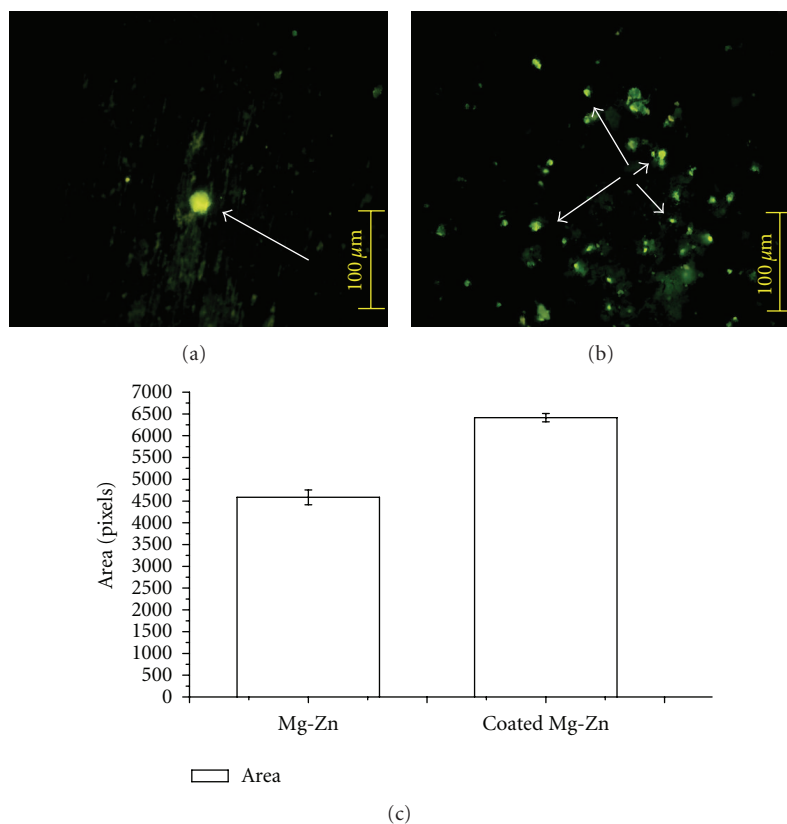 100 μm
100 μm
(a)
(b)
Area (pixels)
7000
6500
6000
5500
5000
4500
4000
3500
3000
2500
2000
1500
1000
500
0
Mg-Zn
Coated Mg-Zn
Area
(c)